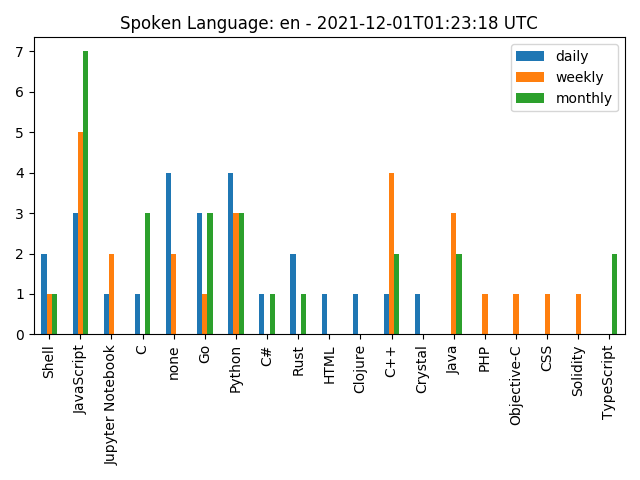 Spoken Language: en - 2021-12-01T01:23:18 UTC
daily
weekly
monthly
7
6
5
4
3
2
1
0
Shell
JavaScript
Jupyter Notebook
C
none
Go
Python
C#
Rust
HTML
Clojure
C++
Crystal
Java
PHP
Objective-C
CSS
Solidity
TypeScript